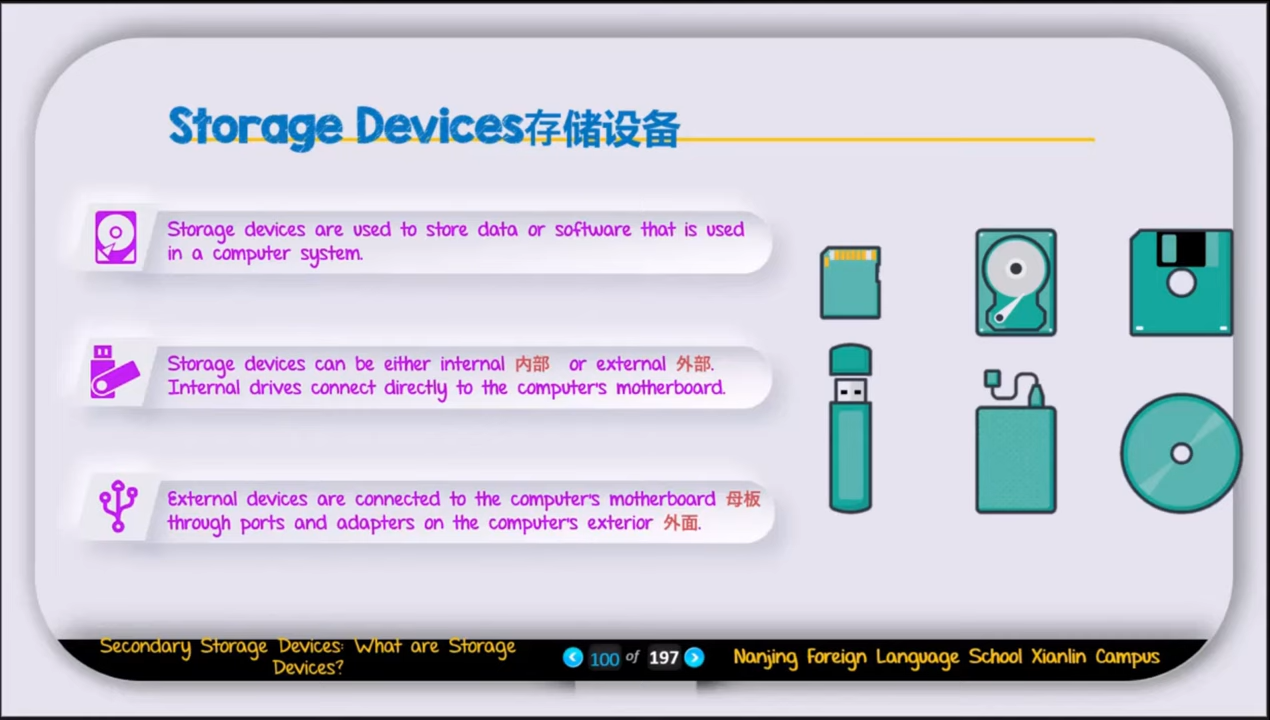 Storage Devices存储设备
Storage devices are used to store data or software that is used
in a computer system.
Storage devices can be either internal 内部 or external 外部.
Internal drives connect directly to the computer's motherboard.
External devices are connected to the computer's motherboard 母板
through ports and adapters on the computer's exterior 外面.
Secondary Storage Devices: What are Storage
Devices?
100 of 197
Nanjing Foreign Language School Xianlin Campus